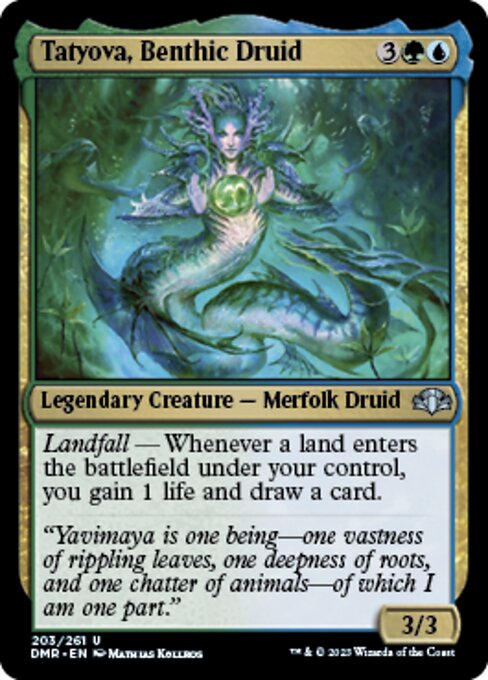 Tatyova, Benthic Druid 3
Legendary Creature — Merfolk Druid
Landfall — Whenever a land enters
the battlefield under your control,
you gain 1 life and draw a card.
“Yavimaya is one being—one vastness
of rippling leaves, one deepness of roots,
and one chatter of animals—of which I
am one part.”
3/3
203/261 U
DMR • EN Mathias Kollros
™ & © 2023 Wizards of the Coast